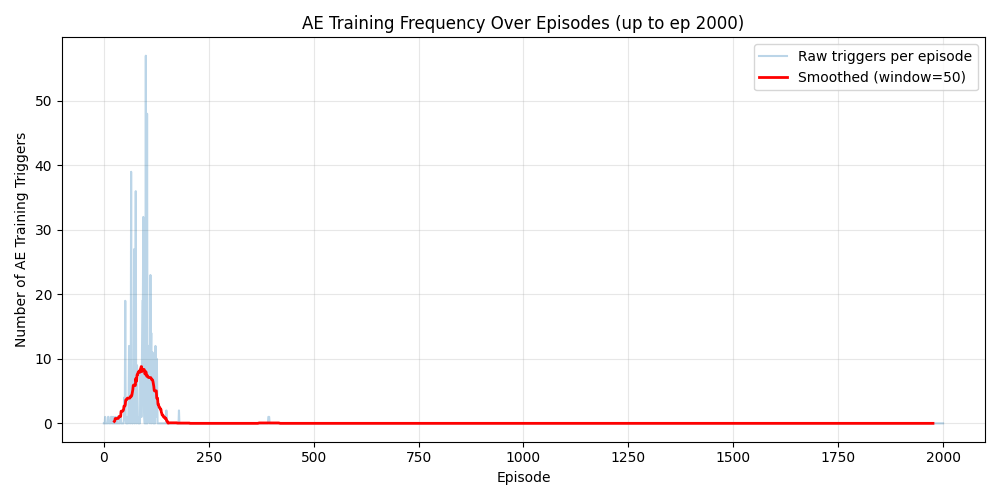 AE Training Frequency Over Episodes (up to ep 2000)
Raw triggers per episode
Smoothed (window=50)
Number of AE Training Triggers
50
40
30
20
10
0
0 250 500 750 1000 1250 1500 1750 2000
Episode